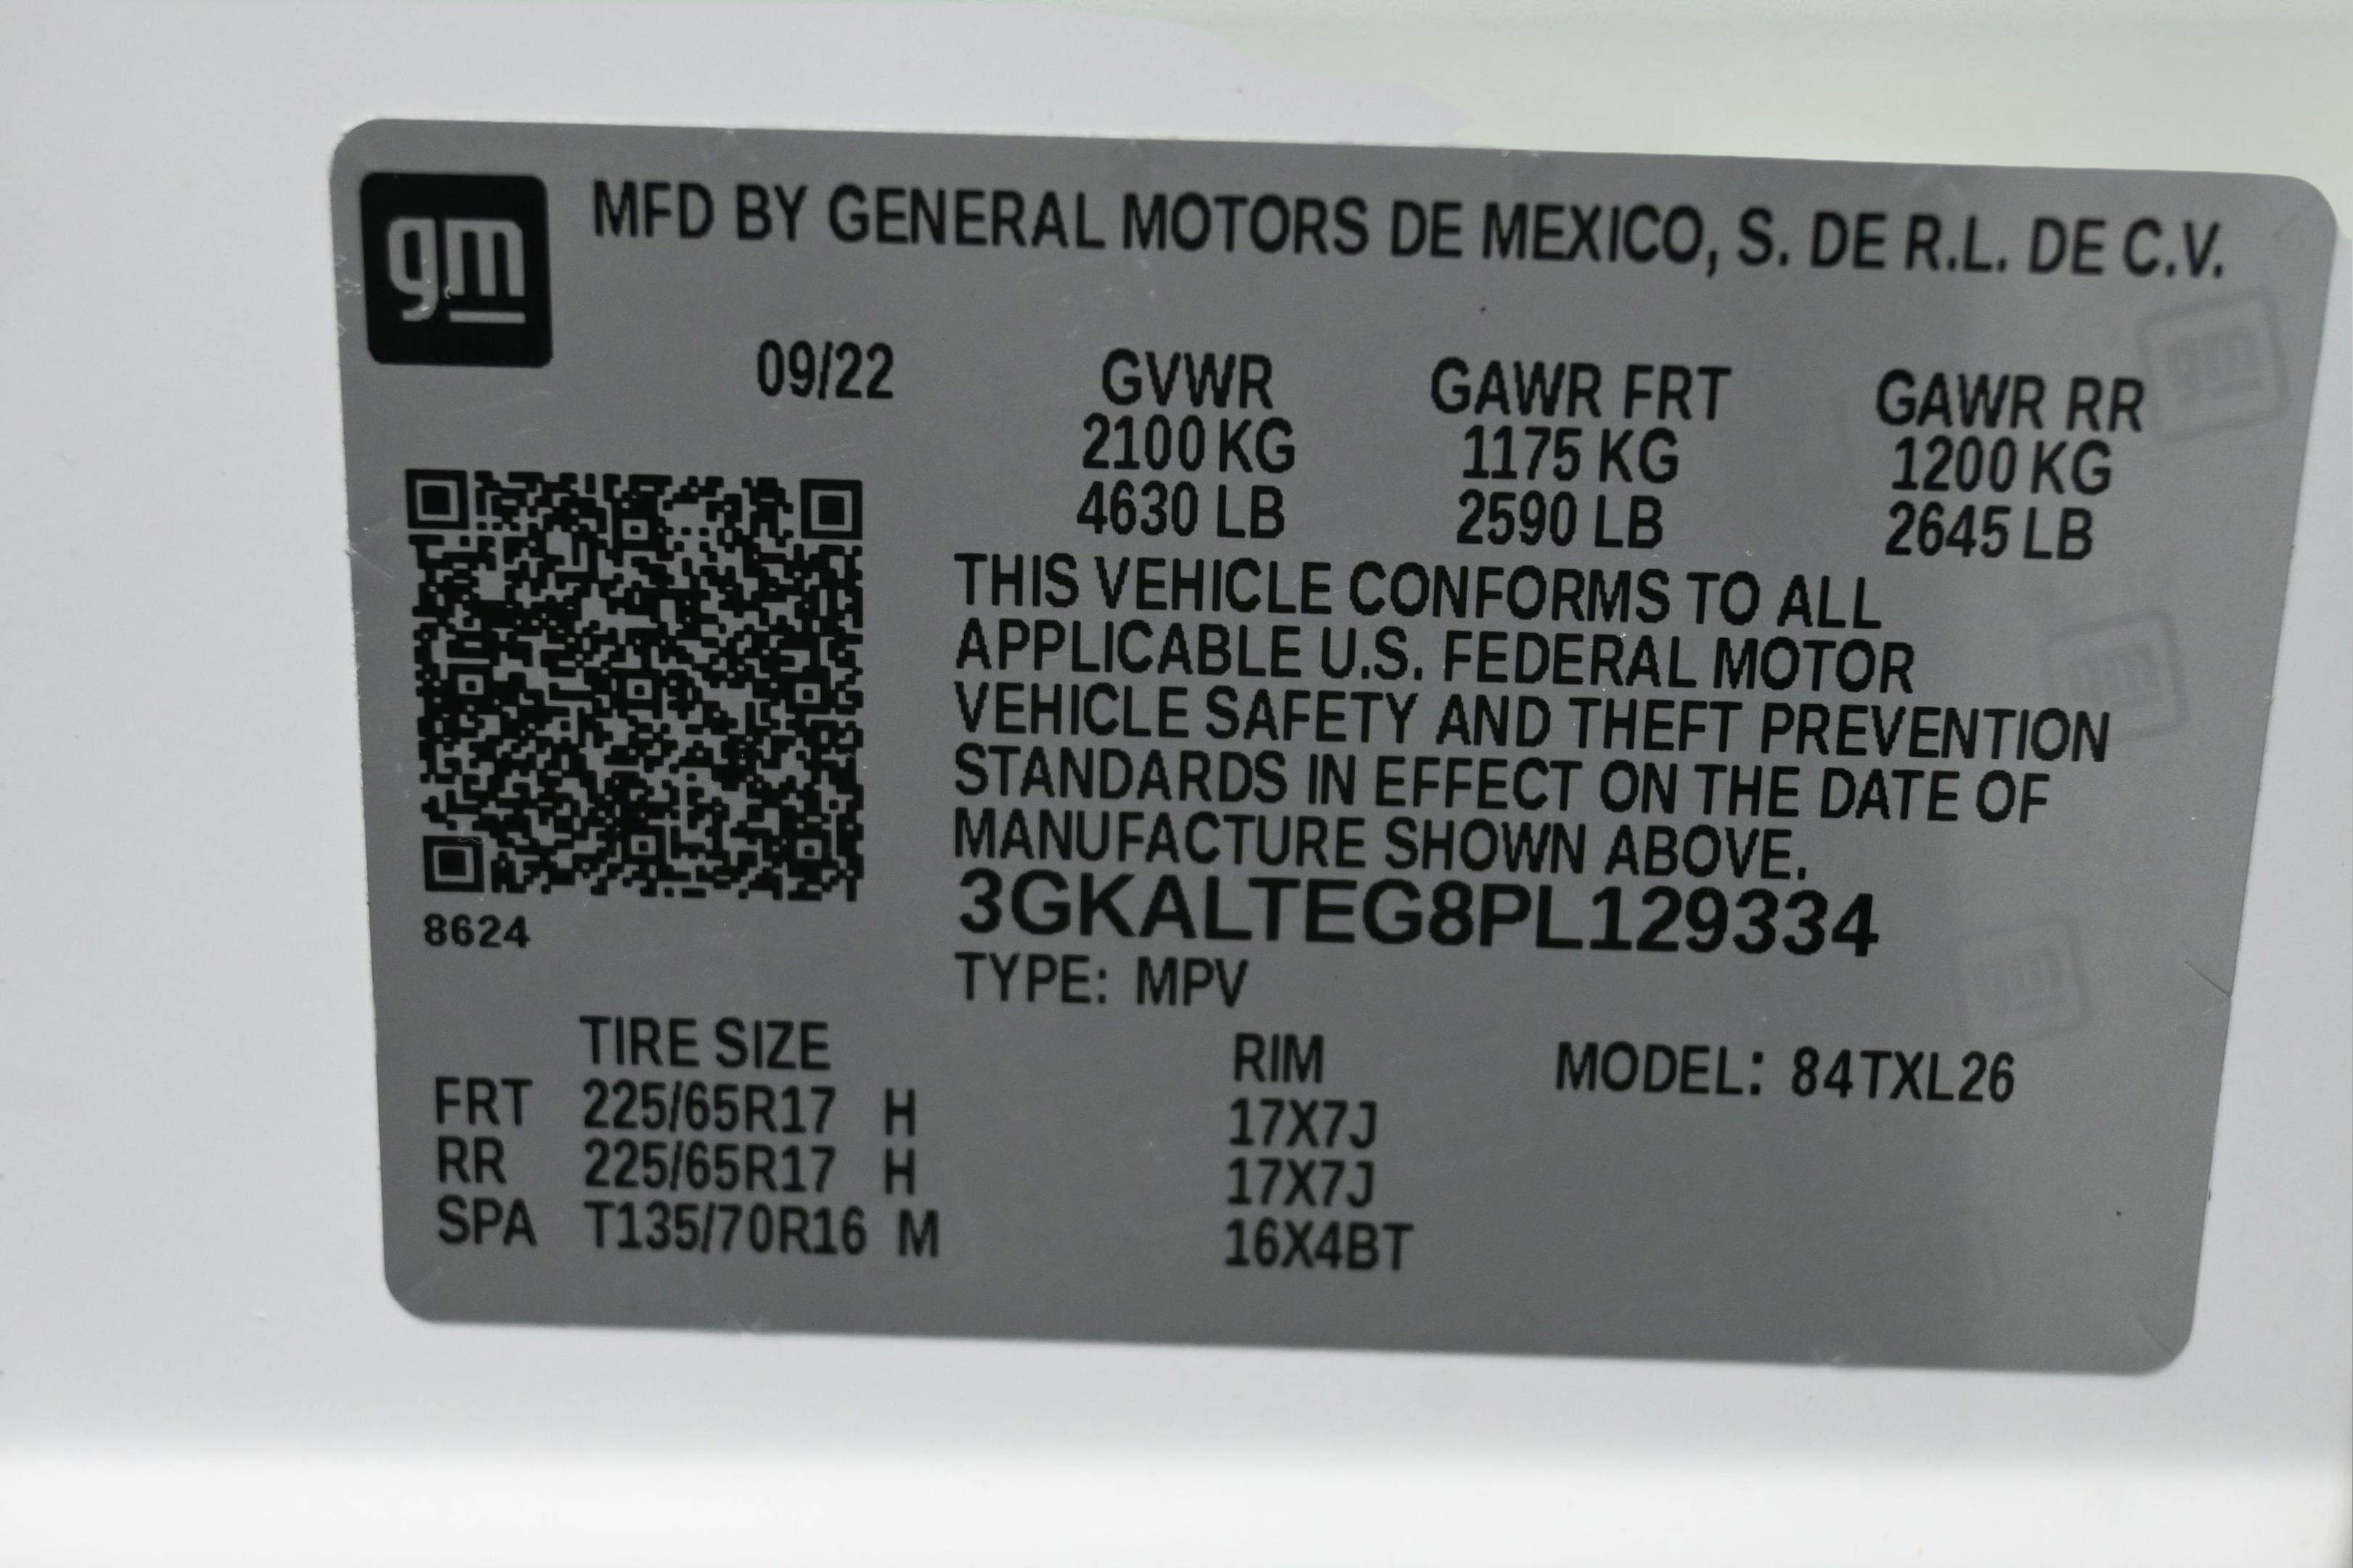 gm MFD BY GENERAL MOTORS DE MEXICO, S. DE R.L. DE C.V.
09/22 GVWR GAWR FRT GAWR RR
2100 KG 1175 KG 1200 KG
4630 LB 2590 LB 2645 LB
THIS VEHICLE CONFORMS TO ALL
APPLICABLE U.S. FEDERAL MOTOR
VEHICLE SAFETY AND THEFT PREVENTION
STANDARDS IN EFFECT ON THE DATE OF
MANUFACTURE SHOWN ABOVE.
8624 3GKALTEG8PL129334
TYPE: MPV
TIRE SIZE RIM MODEL: 84TXL26
FRT 225/65R17 H 17X7J
RR 225/65R17 H 17X7J
SPA T135/70R16 M 16X4BT
gm
gm
gm